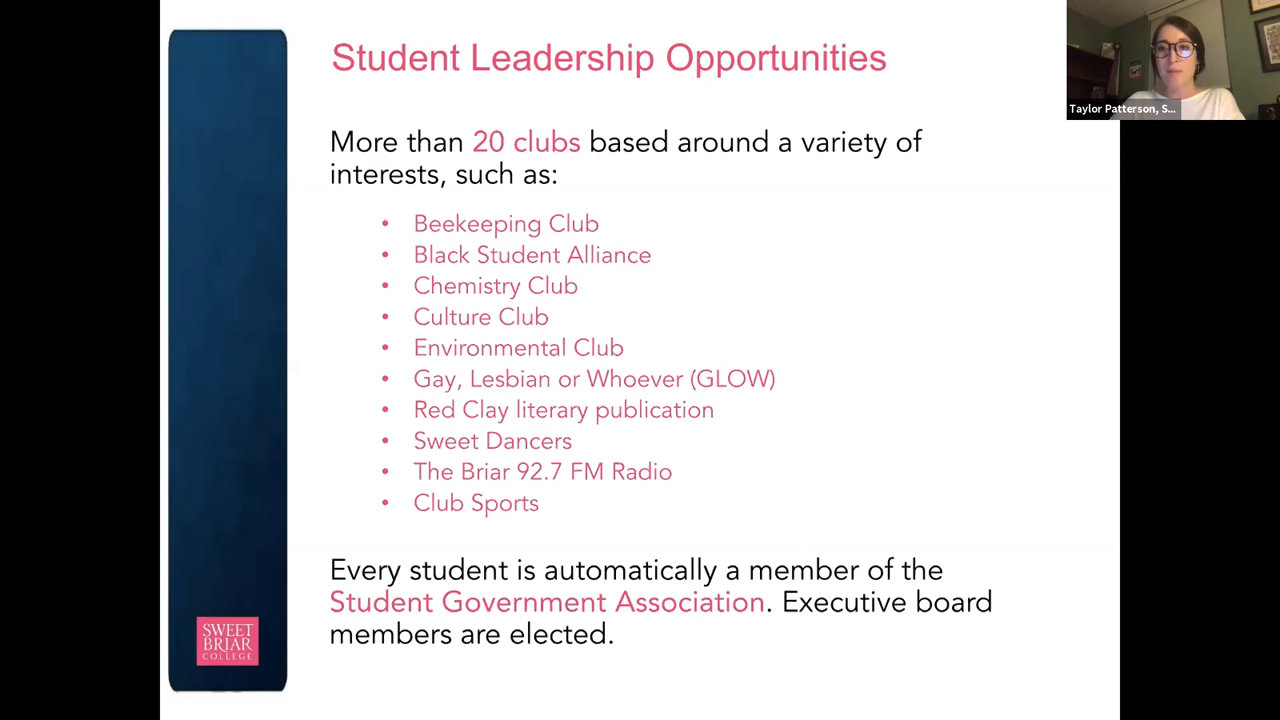 Student Leadership Opportunities
Taylor Patterson, S...
More than 20 clubs based around a variety of
interests, such as:
• Beekeeping Club
• Black Student Alliance
• Chemistry Club
• Culture Club
• Environmental Club
• Gay, Lesbian or Whoever (GLOW)
• Red Clay literary publication
• Sweet Dancers
• The Briar 92.7 FM Radio
• Club Sports
Every student is automatically a member of the
Student Government Association. Executive board
members are elected.
SWEET
BRIAR
COLLEGE